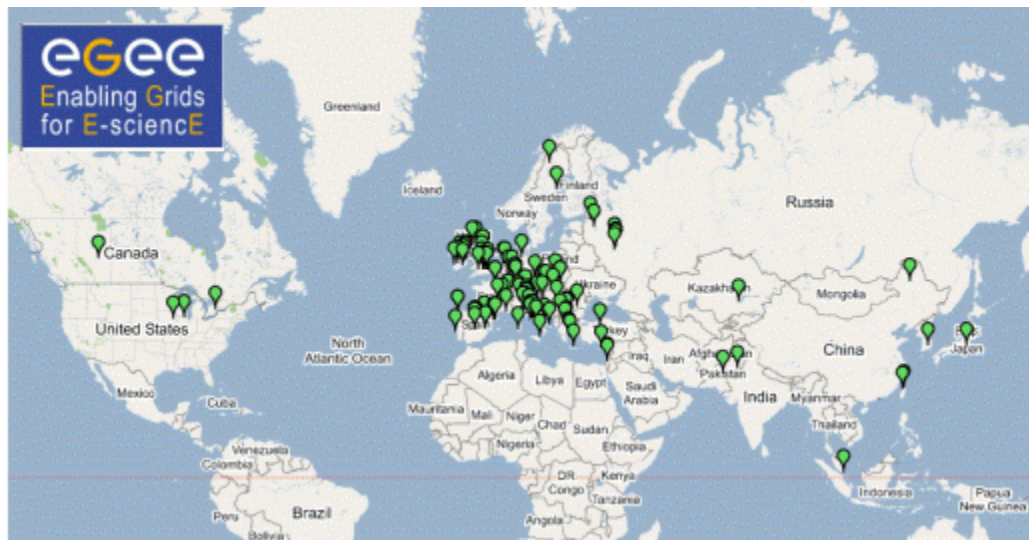 eGee
Enabling Grids
for E-sciencE
Greenland
Iceland
Finland
Sweden
Norway
Russia
Canada
Ukraine
Kazakhstan
Mongolia
United States
Spain
North
Atlantic Ocean
China
Japan
Iraq
Iran
Afghanistan
Pakistan
Algeria
Libya
Egypt
Saudi
Arabia
India
Myanmar
Thailand
Mexico
Cuba
Mauritania
Mali
Niger
Chad
Sudan
Nigeria
Ethiopia
Venezuela
Colombia
DR
Congo
Kenya
Tanzania
Indonesia
Papua
New Guinea
Peru
Brazil
Angola
Bolivia